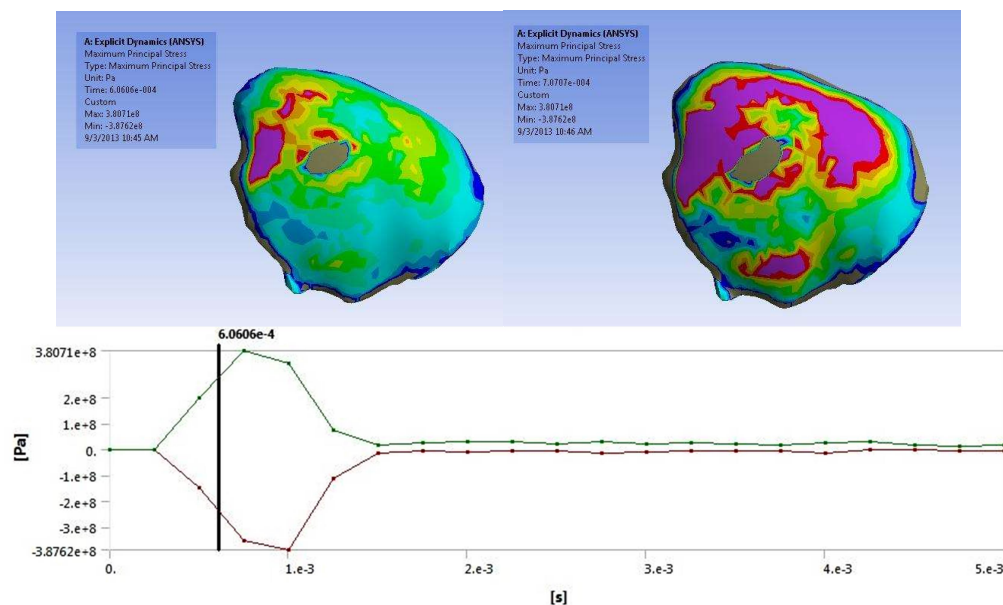 A: Explicit Dynamics (ANSYS)
Maximum Principal Stress
Type: Maximum Principal Stress
Unit: Pa
Time: 6.0606e-004
Custom
Max: 3.8071e8
Min: -3.8762e8
9/3/2013 10:45 AM
A: Explicit Dynamics (ANSYS)
Maximum Principal Stress
Type: Maximum Principal Stress
Unit: Pa
Time: 7.0707e-004
Custom
Max: 3.8071e8
Min: -3.8762e8
9/3/2013 10:46 AM
6.0606e-4
3.8071e+8
2.e+8
1.e+8
0.
-1.e+8
-2.e+8
-3.e+8
-3.8762e+8
[Pa]
0. 1.e-3 2.e-3 3.e-3 4.e-3 5.e-3
[s]